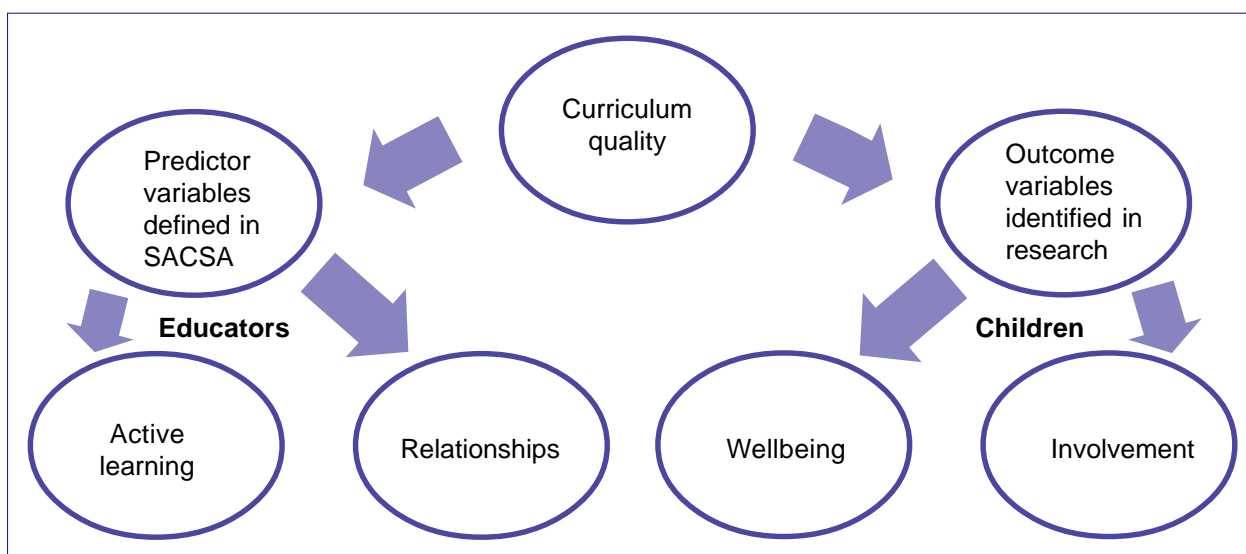 Curriculum
quality
Predictor
variables
defined in
SACSA
Outcome
variables
identified in
research
Educators
Children
Active
learning
Relationships
Wellbeing
Involvement